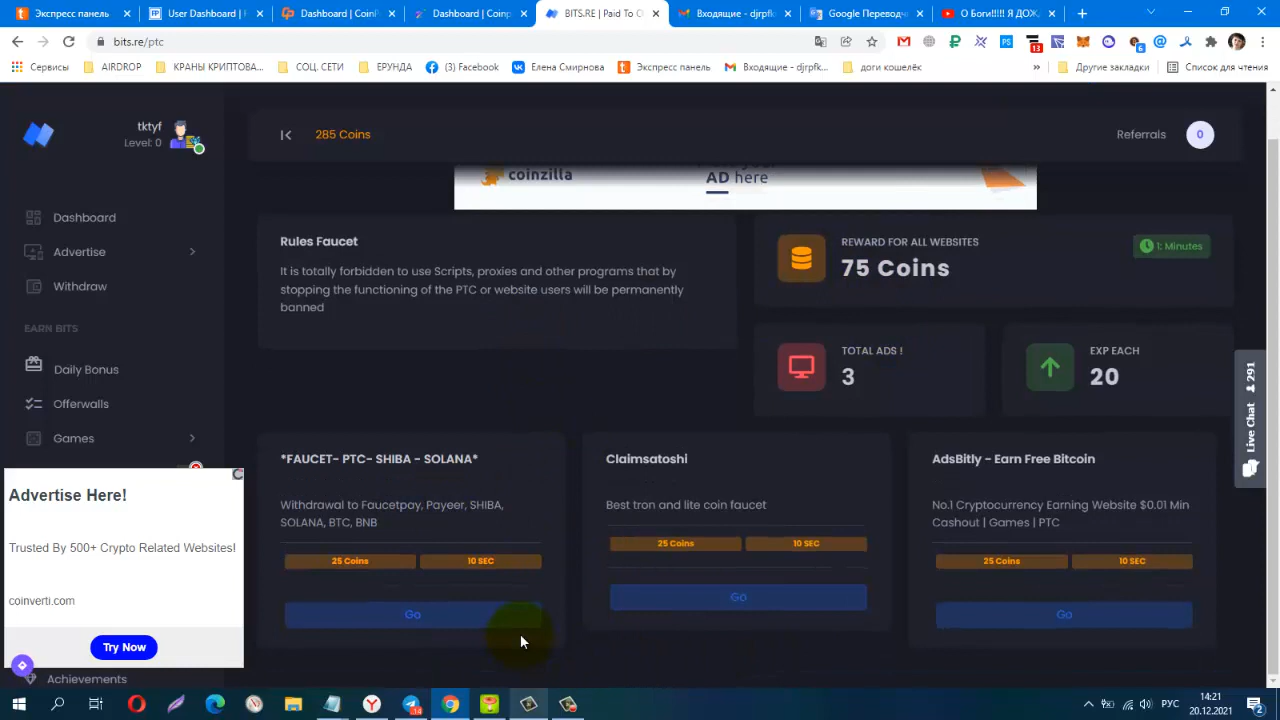 Экспресс панель
User Dashboard | 
Dashboard | CoinP
Dashboard | Coinp
BITS.RE | Paid To C
Входящие - djrpfk
Google Переводч
О Боги!!!!! Я ДОЖ
bits.re/ptc
13
6
Сервисы
AIRDROP
КРАНЫ КРИПТОВА...
СОЦ. СЕТИ
ЕРУНДА
(3) Facebook
Елена Смирнова
Экспресс панель
Входящие - djrpfk...
доги кошелёк
Другие закладки
Список для чтения
tktyf
Level: 0
285 Coins
Referrals
0
coinzilla
AD here
Dashboard
Advertise
Withdraw
EARN BITS
Daily Bonus
Offerwalls
Games
Achievements
Rules Faucet
It is totally forbidden to use Scripts, proxies and other programs that by
stopping the functioning of the PTC or website users will be permanently
banned
REWARD FOR ALL WEBSITES
75 Coins
1: Minutes
TOTAL ADS !
3
EXP EACH
20
Live Chat 291
*FAUCET- PTC- SHIBA - SOLANA*
Withdrawal to Faucetpay, Payeer, SHIBA,
SOLANA, BTC, BNB
25 Coins
10 SEC
Go
Claimsatoshi
Best tron and lite coin faucet
25 Coins
10 SEC
Go
AdsBitly - Earn Free Bitcoin
No.1 Cryptocurrency Earning Website $0.01 Min
Cashout | Games | PTC
25 Coins
10 SEC
Go
Advertise Here!
Trusted By 500+ Crypto Related Websites!
coinverti.com
Try Now
14
РУС
14:21
20.12.2021
2